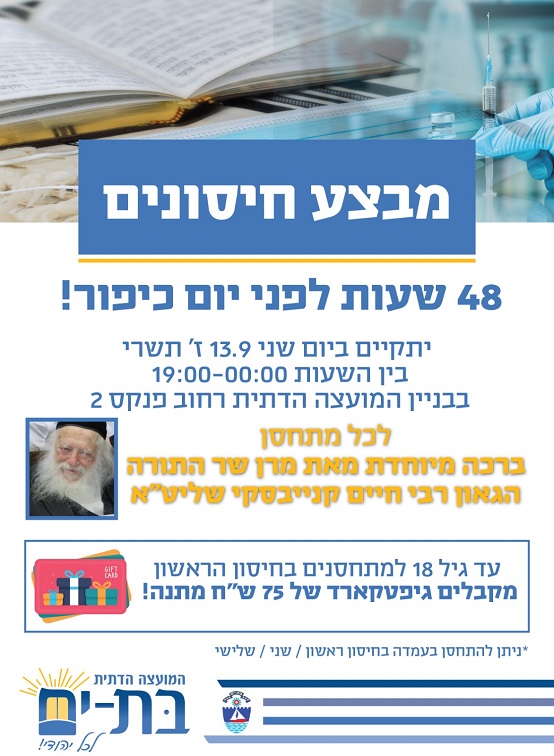 מבצע חיסונים
48 שעות לפני יום כיפור!
יתקיים ביום שני 13.9 ז' תשרי
בין השעות 19:00-00:00
בבניין המועצה הדתית רחוב פנקס 2
לכל מתחסן
ברכה מיוחדת מאת מרן שר התורה
הגאון רבי חיים קנייבסקי שליט"א
GIFT CARD
עד גיל 18 למתחסנים בחיסון הראשון
מקבלים גיפטקארד של 75 ש"ח מתנה!
*ניתן להתחסן בעמדה בחיסון ראשון / שני / שלישי
המועצה הדתית
בת-ים
לכל יהודי!